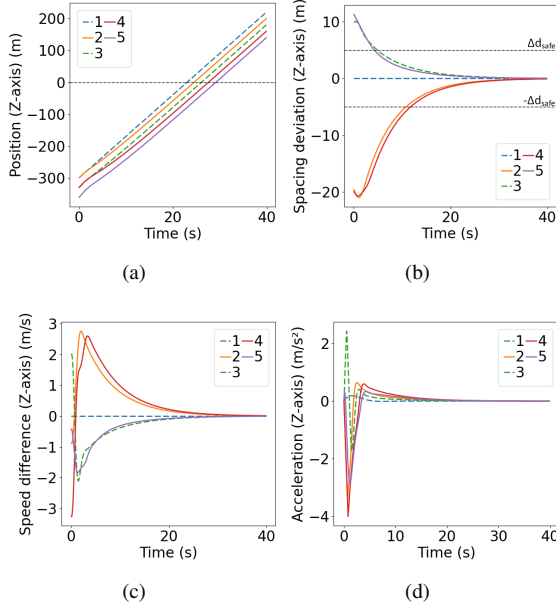 200
150
100
0
−100
−200
−300
Position (Z-axis) (m)
1 4
2 5
3
0 20 40
Time (s)
(a)
10
0
−10
−20
Spacing deviation (Z-axis) (m)
Δd_safe
-Δd_safe
1 4
2 5
3
0 10 20 30 40
Time (s)
(b)
3
2
1
0
−1
−2
−3
Speed difference (Z-axis) (m/s)
1 4
2 5
3
0 20 40
Time (s)
(c)
2
0
−2
−4
Acceleration (Z-axis) (m/s²)
1 4
2 5
3
0 10 20 30 40
Time (s)
(d)